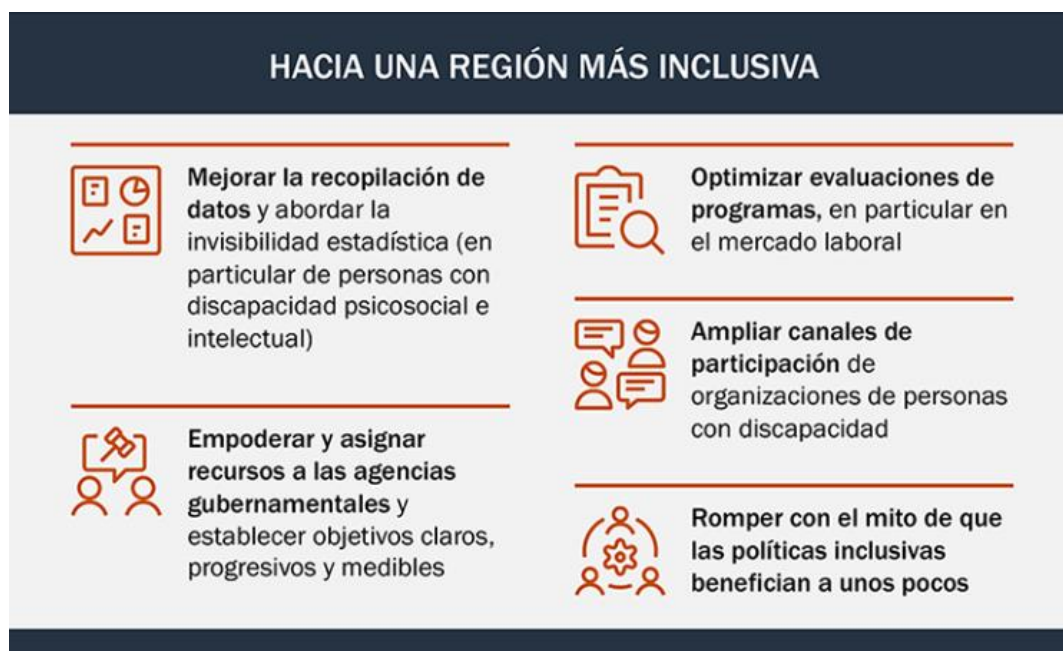 HACIA UNA REGIÓN MÁS INCLUSIVA
Mejorar la recopilación de
datos y abordar la
invisibilidad estadística (en
particular de personas con
discapacidad psicosocial e
intelectual)
Empoderar y asignar
recursos a las agencias
gubernamentales y
establecer objetivos claros,
progresivos y medibles
Optimizar evaluaciones de
programas, en particular en
el mercado laboral
Ampliar canales de
participación de
organizaciones de personas
con discapacidad
Romper con el mito de que
las políticas inclusivas
benefician a unos pocos